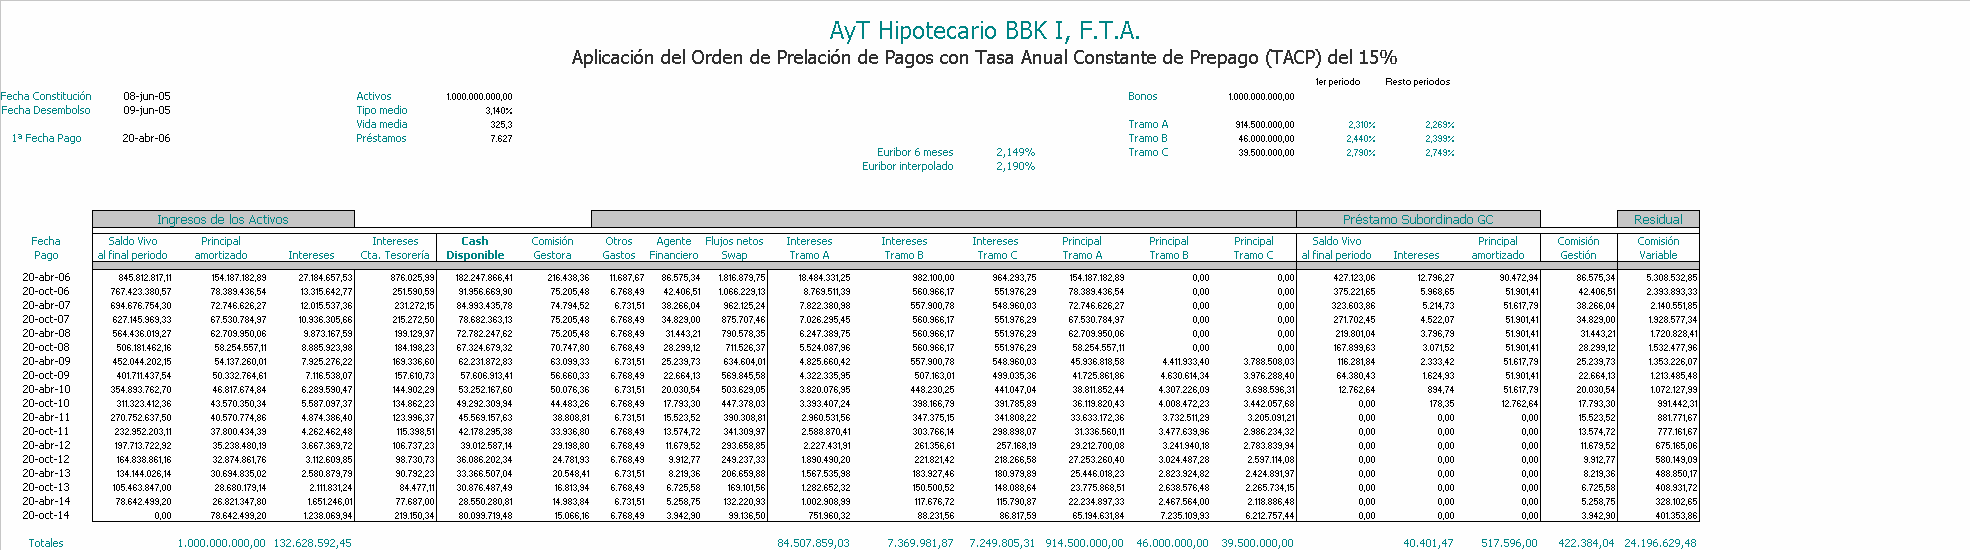 AyT Hipotecario BBK I, F.T.A.
Aplicación del Orden de Prelación de Pagos con Tasa Anual Constante de Prepago (TACP) del 15%
1er periodo Resto periodos
Fecha Constitución 08-jun-05 Activos 1.000.000.000,00 Bonos 1.000.000.000,00
Fecha Desembolso 09-jun-05 Tipo medio 3,140%
Vida media 325,3 Tramo A 914.500.000,00 2,310% 2,269%
1ª Fecha Pago 20-abr-06 Préstamos 7.627 Tramo B 46.000.000,00 2,440% 2,399%
Euribor 6 meses 2,149% Tramo C 39.500.000,00 2,790% 2,749%
Euribor interpolado 2,190%
Ingresos de los Activos Préstamo Subordinado GC Residual
Fecha Saldo Vivo Principal Intereses Cash Comisión Otros Agente Flujos netos Intereses Intereses Intereses Principal Principal Principal Saldo Vivo Principal Comisión Comisión
Pago al final periodo amortizado Intereses Cta. Tesorería Disponible Gestora Gastos Financiero Swap Tramo A Tramo B Tramo C Tramo A Tramo B Tramo C al final periodo Intereses amortizado Gestión Variable
20-abr-06 845.812.817,11 154.187.182,89 27.184.657,53 876.025,99 182.247.866,41 216.438,36 11.687,67 86.575,34 1.816.879,75 18.484.331,25 982.100,00 964.293,75 154.187.182,89 0,00 0,00 427.123,06 12.796,27 90.472,94 86.575,34 5.308.532,85
20-oct-06 767.423.380,57 78.389.436,54 13.315.642,77 251.590,59 91.956.669,90 75.205,48 6.768,49 42.406,51 1.066.229,13 8.769.511,39 560.966,17 551.976,29 78.389.436,54 0,00 0,00 375.221,65 5.968,65 51.901,41 42.406,51 2.393.893,33
20-abr-07 694.676.754,30 72.746.626,27 12.015.537,36 231.272,15 84.993.435,78 74.794,52 6.731,51 38.266,04 962.125,24 7.822.380,98 557.900,78 548.960,03 72.746.626,27 0,00 0,00 323.603,86 5.214,73 51.617,79 38.266,04 2.140.551,85
20-oct-07 627.145.969,33 67.530.784,97 10.936.305,66 215.272,50 78.682.363,13 75.205,48 6.768,49 34.829,00 875.707,46 7.026.295,45 560.966,17 551.976,29 67.530.784,97 0,00 0,00 271.702,45 4.522,07 51.901,41 34.829,00 1.928.577,34
20-abr-08 564.436.019,27 62.709.950,06 9.873.167,59 199.129,97 72.782.247,62 75.205,48 6.768,49 31.443,21 790.578,35 6.247.389,75 560.966,17 551.976,29 62.709.950,06 0,00 0,00 219.801,04 3.796,79 51.901,41 31.443,21 1.720.828,41
20-oct-08 506.181.462,16 58.254.557,11 8.885.923,98 184.198,23 67.324.679,32 70.747,80 6.768,49 28.299,12 711.526,37 5.524.087,96 560.966,17 551.976,29 58.254.557,11 0,00 0,00 167.899,63 3.071,52 51.901,41 28.299,12 1.532.477,96
20-abr-09 452.044.202,15 54.137.260,01 7.925.276,22 169.336,60 62.231.872,83 63.099,33 6.731,51 25.239,73 634.604,01 4.825.660,42 557.900,78 548.960,03 45.936.818,58 4.411.933,40 3.788.508,03 116.281,84 2.333,42 51.617,79 25.239,73 1.353.226,07
20-oct-09 401.711.437,54 50.332.764,61 7.116.538,07 157.610,73 57.606.913,41 56.660,33 6.768,49 22.664,13 569.845,58 4.322.335,95 507.163,01 499.035,36 41.725.861,86 4.630.614,34 3.976.288,40 64.380,43 1.624,93 51.901,41 22.664,13 1.213.485,48
20-abr-10 354.893.762,70 46.817.674,84 6.289.590,47 144.902,29 53.252.167,60 50.076,36 6.731,51 20.030,54 503.629,05 3.820.076,95 448.230,25 441.047,04 38.811.852,44 4.307.226,09 3.698.596,31 12.762,64 894,74 51.617,79 20.030,54 1.072.127,99
20-oct-10 311.323.412,36 43.570.350,34 5.587.097,37 134.862,23 49.292.309,94 44.483,26 6.768,49 17.793,30 447.378,03 3.393.407,24 398.166,79 391.785,89 36.119.820,43 4.008.472,23 3.442.057,68 0,00 178,35 12.762,64 17.793,30 991.442,31
20-abr-11 270.752.637,50 40.570.774,86 4.874.386,40 123.996,37 45.569.157,63 38.808,81 6.731,51 15.523,52 390.308,81 2.960.531,56 347.375,15 341.808,22 33.633.172,36 3.732.511,29 3.205.091,21 0,00 0,00 0,00 15.523,52 881.771,67
20-oct-11 232.952.203,11 37.800.434,39 4.262.462,48 115.398,51 42.178.295,38 33.936,80 6.768,49 13.574,72 341.309,97 2.588.870,41 303.766,14 298.898,07 31.336.560,11 3.477.639,96 2.986.234,32 0,00 0,00 0,00 13.574,72 777.161,67
20-abr-12 197.713.722,92 35.238.480,19 3.667.369,72 106.737,23 39.012.587,14 29.198,80 6.768,49 11.679,52 293.658,85 2.227.431,91 261.356,61 257.168,19 29.212.700,08 3.241.940,18 2.783.839,94 0,00 0,00 0,00 11.679,52 675.165,06
20-oct-12 164.838.861,16 32.874.861,76 3.112.609,85 98.730,73 36.086.202,34 24.781,93 6.768,49 9.912,77 249.237,33 1.890.490,20 221.821,42 218.266,58 27.253.260,40 3.024.487,28 2.597.114,08 0,00 0,00 0,00 9.912,77 580.149,09
20-abr-13 134.144.026,14 30.694.835,02 2.580.879,79 90.792,23 33.366.507,04 20.548,41 6.731,51 8.219,36 206.659,88 1.567.535,98 183.927,46 180.979,89 25.446.018,23 2.823.924,82 2.424.891,97 0,00 0,00 0,00 8.219,36 488.850,17
20-oct-13 105.463.847,00 28.680.179,14 2.111.831,24 84.477,11 30.876.487,49 16.813,94 6.768,49 6.725,58 169.101,56 1.282.652,32 150.500,52 148.088,64 23.775.868,51 2.638.576,48 2.265.734,15 0,00 0,00 0,00 6.725,58 408.931,72
20-abr-14 78.642.499,20 26.821.347,80 1.651.246,01 77.687,00 28.550.280,81 14.983,84 6.731,51 5.258,75 132.220,93 1.002.908,99 117.676,72 115.790,87 22.234.897,33 2.467.564,00 2.118.886,48 0,00 0,00 0,00 5.258,75 328.102,65
20-oct-14 0,00 78.642.499,20 1.238.069,94 219.150,34 80.099.719,48 15.066,16 6.768,49 3.942,90 99.136,50 751.960,32 88.231,56 86.817,59 65.194.631,84 7.235.109,93 6.212.757,44 0,00 0,00 0,00 3.942,90 401.353,86
Totales 1.000.000.000,00 132.628.592,45 84.507.859,03 7.369.981,87 7.249.805,31 914.500.000,00 46.000.000,00 39.500.000,00 40.401,47 517.596,00 422.384,04 24.196.629,48